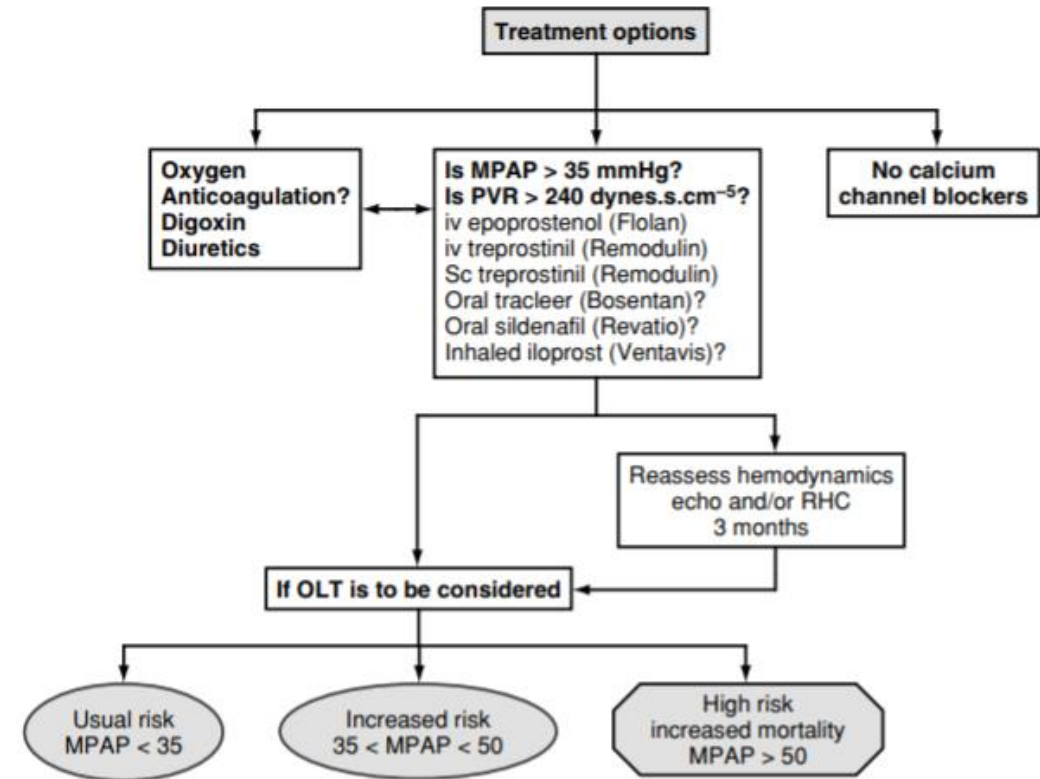 Treatment options
Oxygen
Anticoagulation?
Digoxin
Diuretics
Is MPAP > 35 mmHg?
Is PVR > 240 dynes.s.cm⁻⁵?
iv epoprostenol (Flolan)
iv treprostinil (Remodulin)
Sc treprostinil (Remodulin)
Oral tracleer (Bosentan)?
Oral sildenafil (Revatio)?
Inhaled iloprost (Ventavis)?
No calcium
channel blockers
Reassess hemodynamics
echo and/or RHC
3 months
If OLT is to be considered
Usual risk
MPAP < 35
Increased risk
35 < MPAP < 50
High risk
increased mortality
MPAP > 50